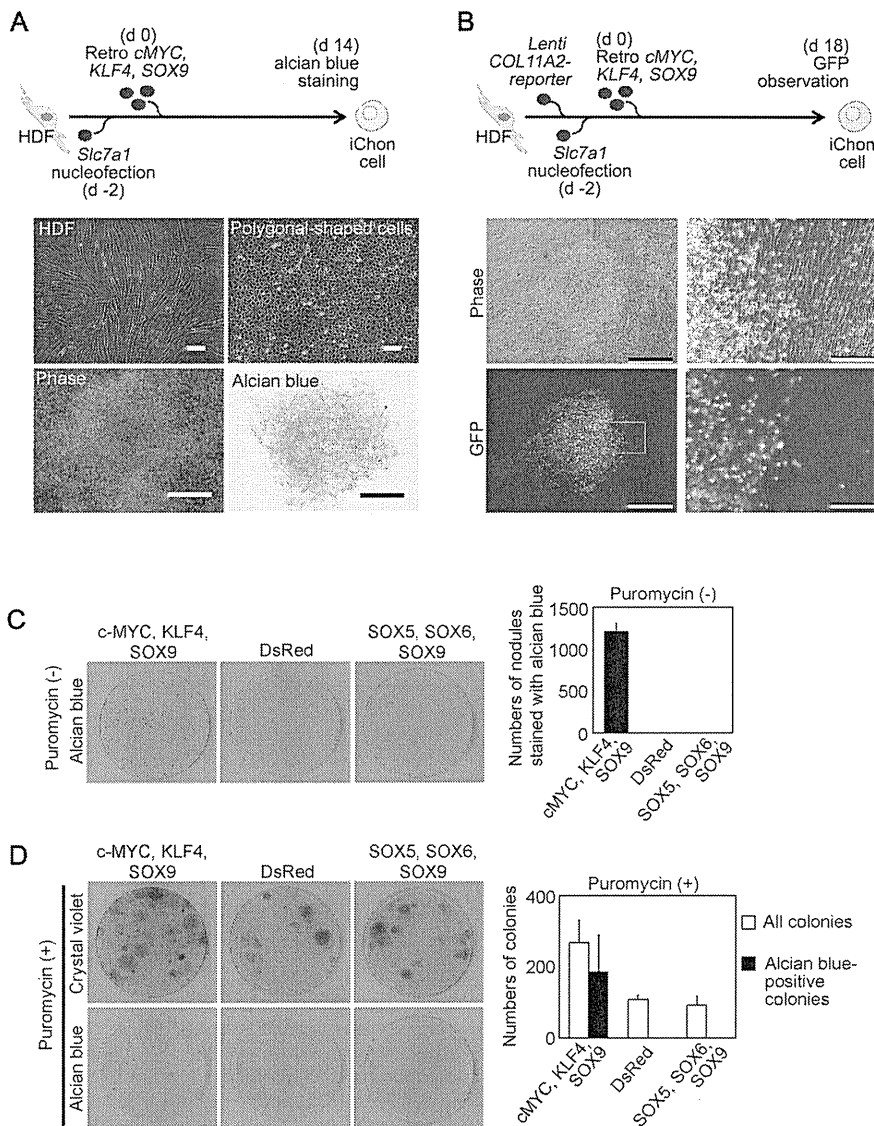 A
(d 0)
Retro cMYC,
KLF4, SOX9
(d 14)
alcian blue
staining
HDF
Slc7a1
nucleofection
(d -2)
iChon
cell
HDF
Polygonal-shaped cells
Phase
Alcian blue
B
Lenti
COL11A2-
reporter
(d 0)
Retro cMYC,
KLF4, SOX9
(d 18)
GFP
observation
HDF
Slc7a1
nucleofection
(d -2)
iChon
cell
Phase
GFP
C
c-MYC, KLF4,
SOX9
DsRed
SOX5, SOX6,
SOX9
Puromycin (-)
Alcian blue
Puromycin (-)
Numbers of nodules
stained with alcian blue
1500
1000
500
0
cMYC, KLF4,
SOX9
DsRed
SOX5, SOX6,
SOX9
D
c-MYC, KLF4,
SOX9
DsRed
SOX5, SOX6,
SOX9
Puromycin (+)
Crystal violet
Alcian blue
Puromycin (+)
Numbers of colonies
400
200
0
cMYC, KLF4,
SOX9
DsRed
SOX5, SOX6,
SOX9
All colonies
Alcian blue-
positive
colonies